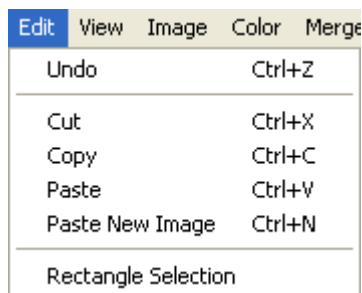 Edit View Image Color Merge
Undo Ctrl+Z
Cut Ctrl+X
Copy Ctrl+C
Paste Ctrl+V
Paste New Image Ctrl+N
Rectangle Selection